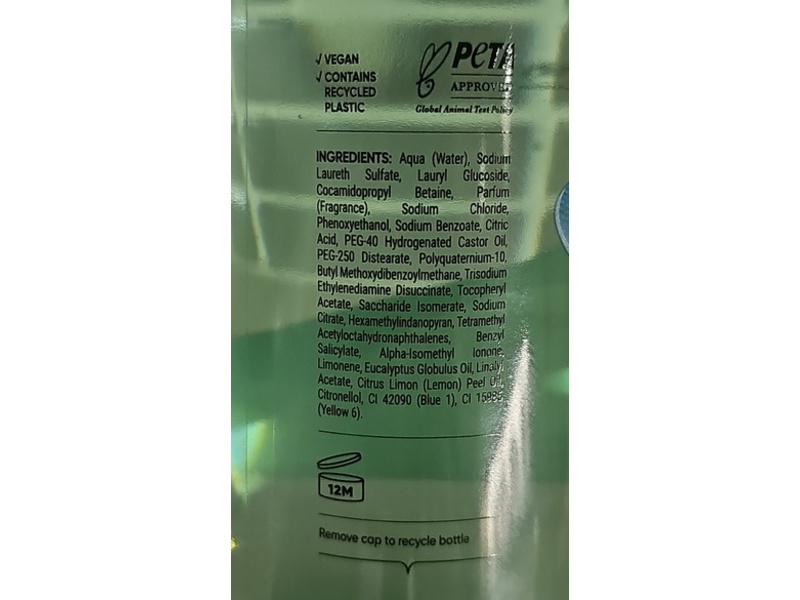 √ VEGAN
√ CONTAINS
RECYCLED
PLASTIC
PETA
APPROVED
Global Animal Test Policy
INGREDIENTS: Aqua (Water), Sodium
Laureth Sulfate, Lauryl Glucoside,
Cocamidopropyl Betaine, Parfum
(Fragrance), Sodium Chloride,
Phenoxyethanol, Sodium Benzoate, Citric
Acid, PEG-40 Hydrogenated Castor Oil,
PEG-250 Distearate, Polyquaternium-10,
Butyl Methoxydibenzoylmethane, Trisodium
Ethylenediamine Disuccinate, Tocopheryl
Acetate, Saccharide Isomerate, Sodium
Citrate, Hexamethylindanopyran, Tetramethyl
Acetyloctahydronaphthalenes, Benzyl
Salicylate, Alpha-Isomethyl Ionone,
Limonene, Eucalyptus Globulus Oil, Linalyl
Acetate, Citrus Limon (Lemon) Peel Oil,
Citronellol, CI 42090 (Blue 1), CI 15985
(Yellow 6).
12M
Remove cap to recycle bottle